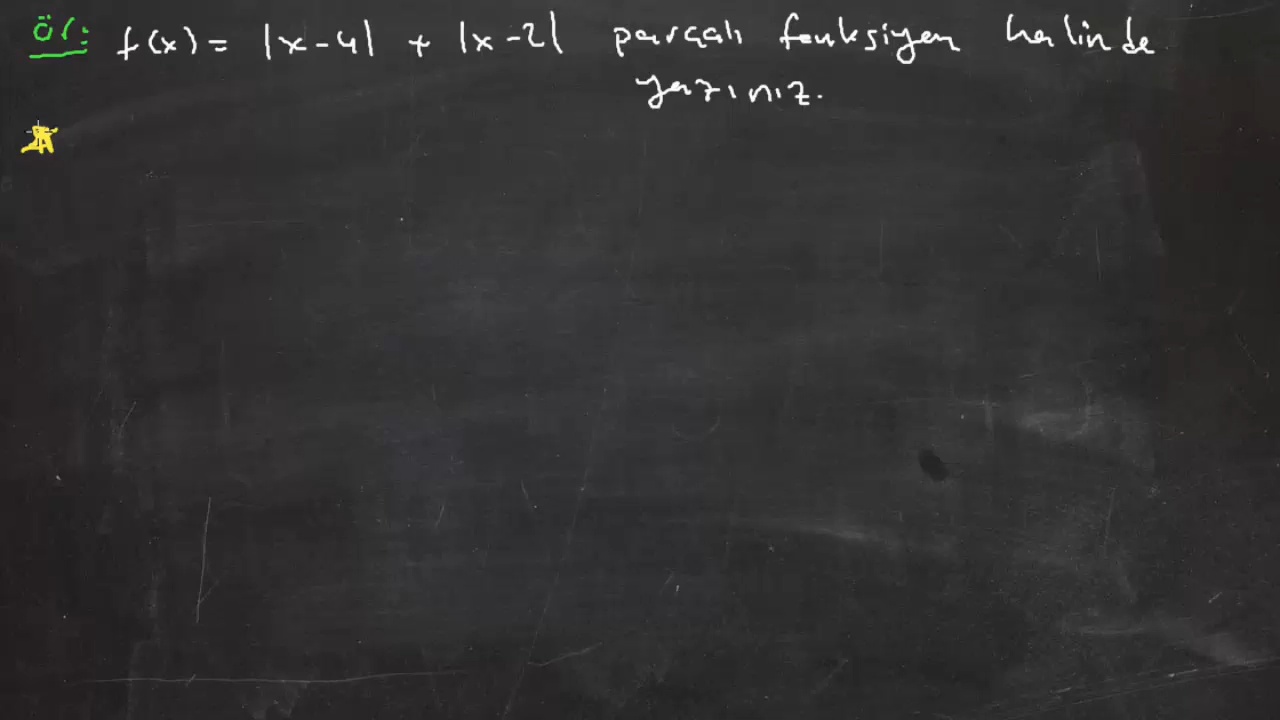 ör: f(x) = |x-4| + |x-2| parçalı fonksiyon halinde
yazınız.